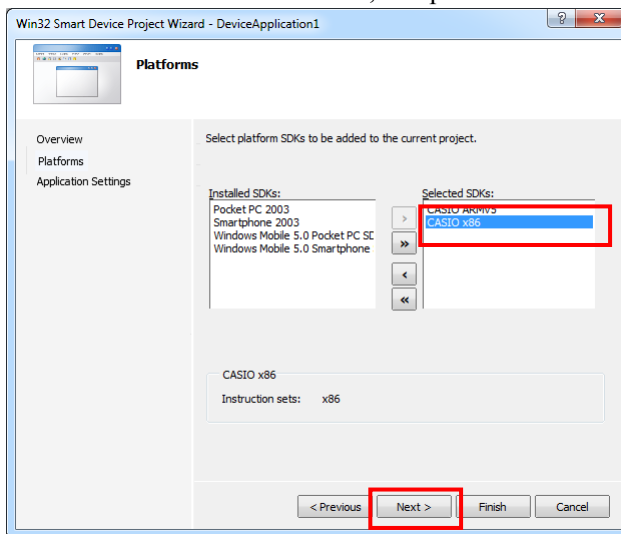 Win32 Smart Device Project Wizard - DeviceApplication1
Platforms
Overview
Platforms
Application Settings
Select platform SDKs to be added to the current project.
Installed SDKs:
Pocket PC 2003
Smartphone 2003
Windows Mobile 5.0 Pocket PC SD
Windows Mobile 5.0 Smartphone
>
»
<
«
Selected SDKs:
CASIO ARMV5
CASIO x86
CASIO x86
Instruction sets: x86
< Previous
Next >
Finish
Cancel